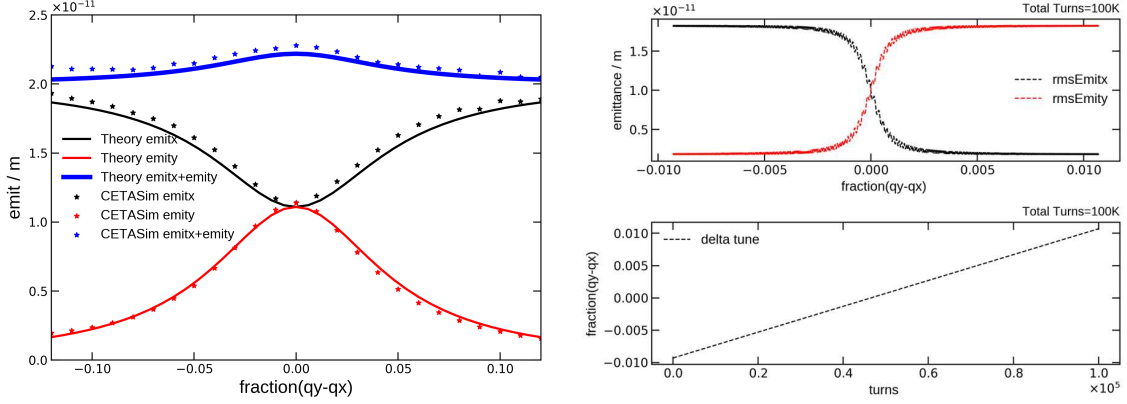 ×10−11
2.5
2.0
1.5
1.0
0.5
0.0
emit / m
Theory emitx
Theory emity
Theory emitx+emity
CETASim emitx
CETASim emity
CETASim emitx+emity
−0.10 −0.05 0.00 0.05 0.10
fraction(qy-qx)
×10−11
Total Turns=100K
1.5
1.0
0.5
emittance / m
rmsEmitx
rmsEmity
−0.010 −0.005 0.000 0.005 0.010
fraction(qy-qx)
Total Turns=100K
0.010
0.005
0.000
−0.005
−0.010
fraction(qy-qx)
delta tune
0.0 0.2 0.4 0.6 0.8 1.0
turns
×10⁵